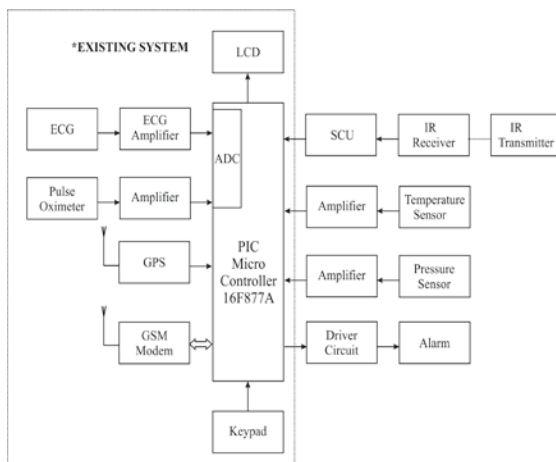 *EXISTING SYSTEM
LCD
ECG
ECG
Amplifier
ADC
SCU
IR
Receiver
IR
Transmitter
Pulse
Oximeter
Amplifier
Amplifier
Temperature
Sensor
GPS
PIC
Micro
Controller
16F877A
Amplifier
Pressure
Sensor
GSM
Modem
Driver
Circuit
Alarm
Keypad